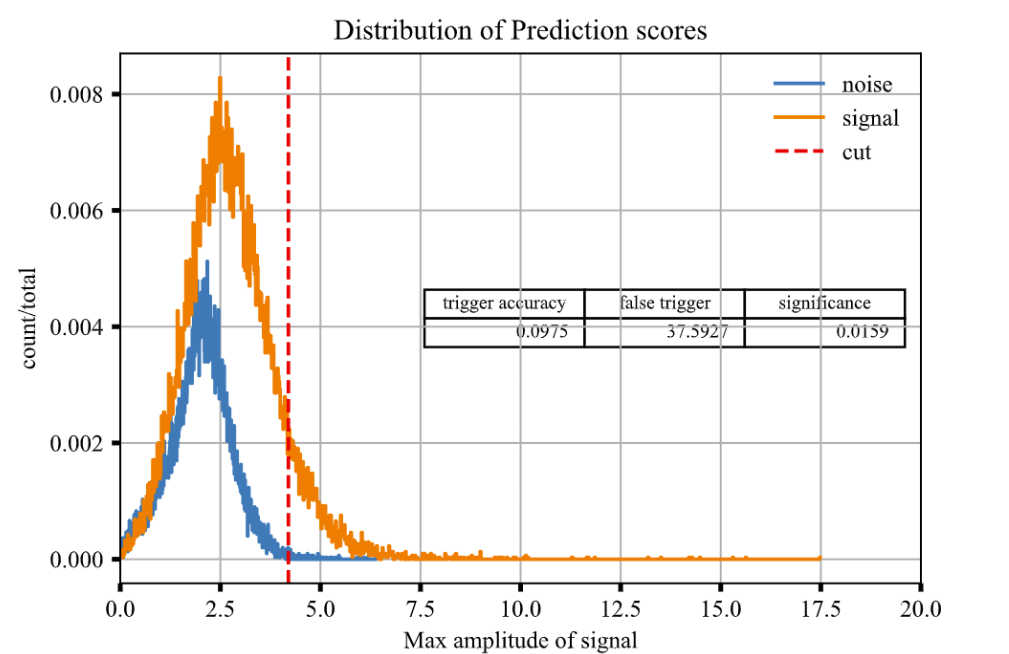 Distribution of Prediction scores
0.008
0.006
0.004
0.002
0.000
count/total
noise
signal
cut
trigger accuracy false trigger significance
0.0975 37.5927 0.0159
0.0 2.5 5.0 7.5 10.0 12.5 15.0 17.5 20.0
Max amplitude of signal